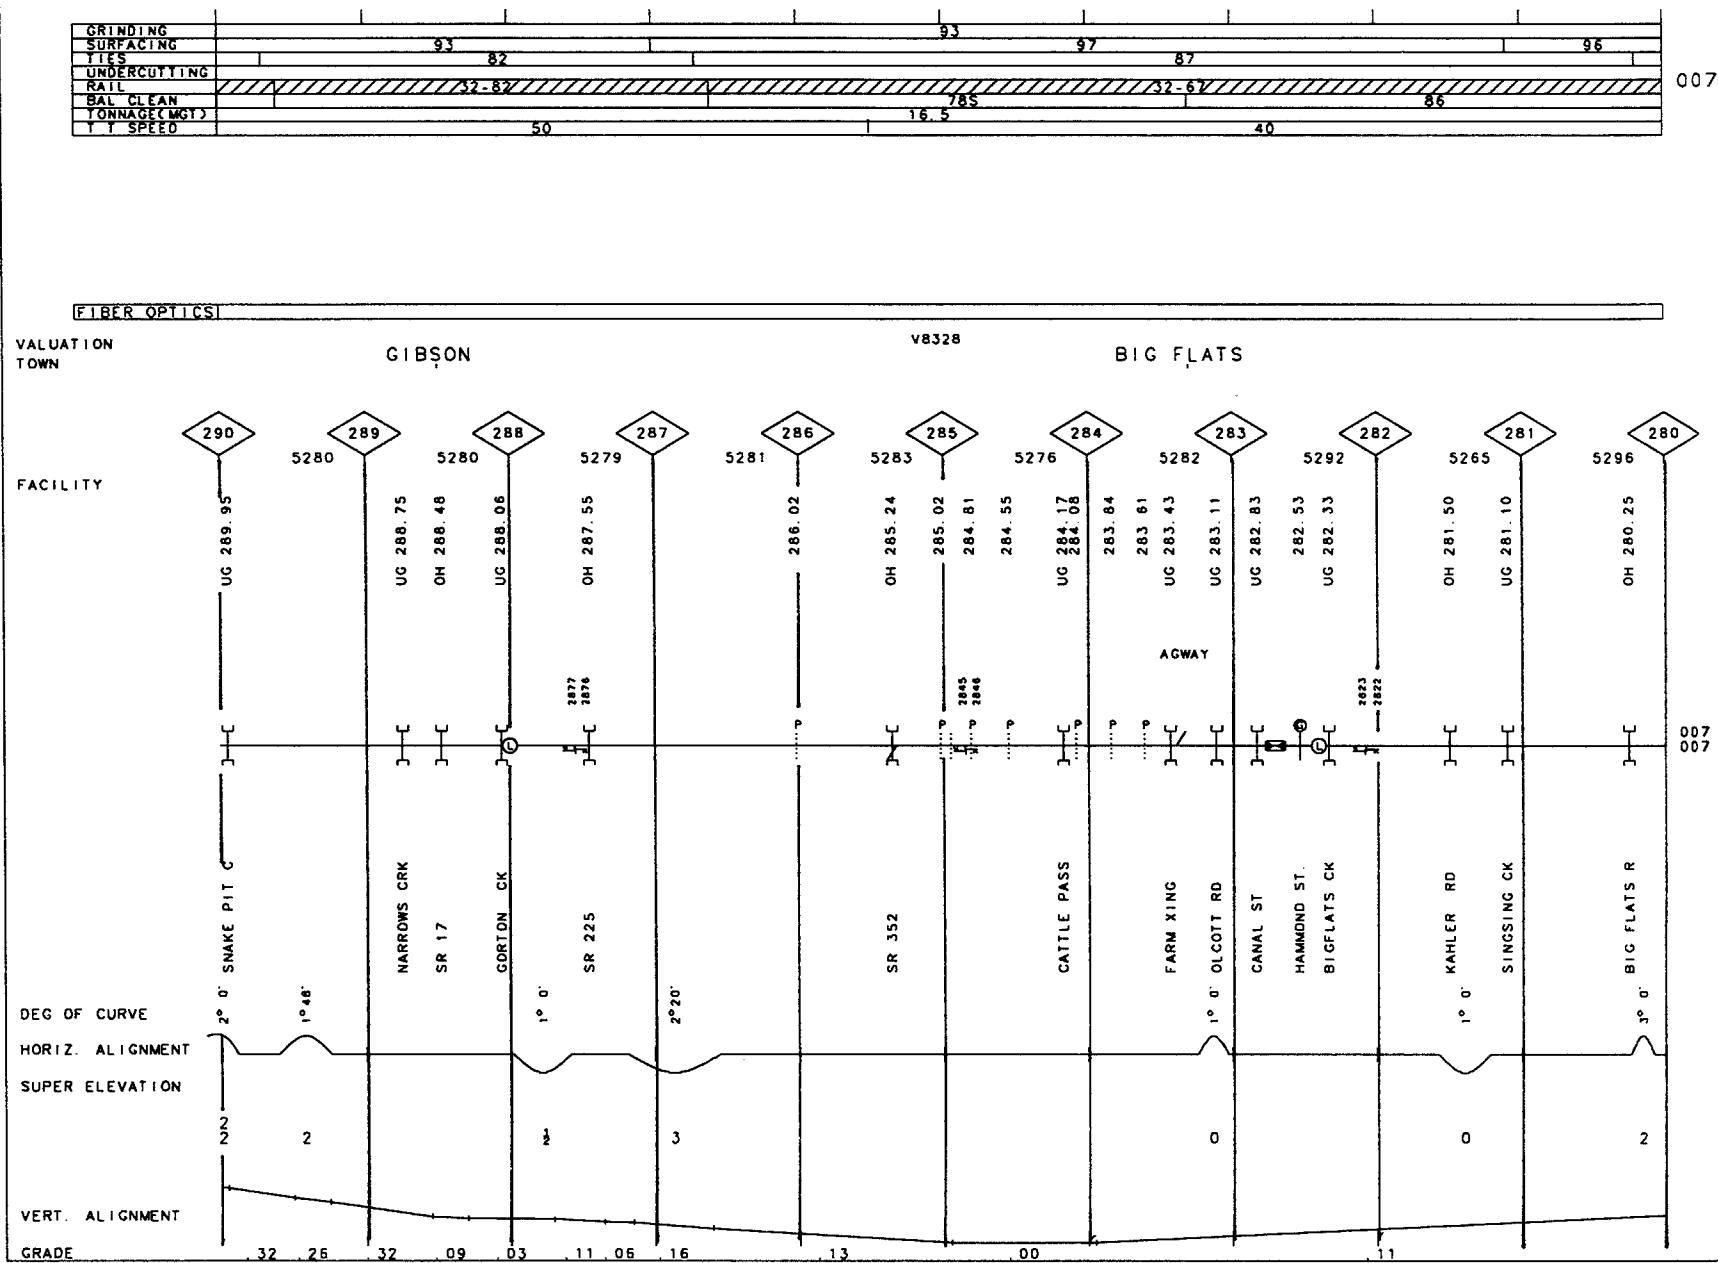 GRINDING 93
SURFACING 93 97 96
TIES 82 87
UNDERCUTTING
RAIL 32-82 32-67
007
BAL CLEAN 78S 86
TONNAGE(MGT) 16.5
T T SPEED 50 40
FIBER OPTICS
VALUATION V8328
TOWN GIBSON BIG FLATS
290 289 288 287 286 285 284 283 282 281 280
5280 5280 5279 5281 5283 5276 5282 5292 5265 5296
FACILITY
UG 289.95
UG 288.75
OH 288.48
UG 288.06
OH 287.55
286.02
OH 285.24
285.02
284.81
284.55
UG 284.17
284.08
283.84
283 61
UG 283.43
UG 283.11
UG 282.83
282.53
UG 282.33
OH 281.50
UG 281.10
OH 280.25
AGWAY
2877
2876
2845
2846
2823
2822
P P P P P P G
L L
007
007
SNAKE PIT C
NARROWS CRK
SR 17
GORTON CK
SR 225
SR 352
CATTLE PASS
FARM XING
OLCOTT RD
CANAL ST
HAMMOND ST.
BIGFLATS CK
KAHLER RD
SINGSING CK
BIG FLATS R
DEG OF CURVE 2° 0' 1°46' 1° 0' 2°20' 1° 0' 1° 0' 3° 0'
HORIZ. ALIGNMENT
SUPER ELEVATION
2
2 2 1/2 3 0 0 2
VERT. ALIGNMENT
GRADE .32 .26 .32 .09 .03 .11 .06 .16 .13 .00 .11